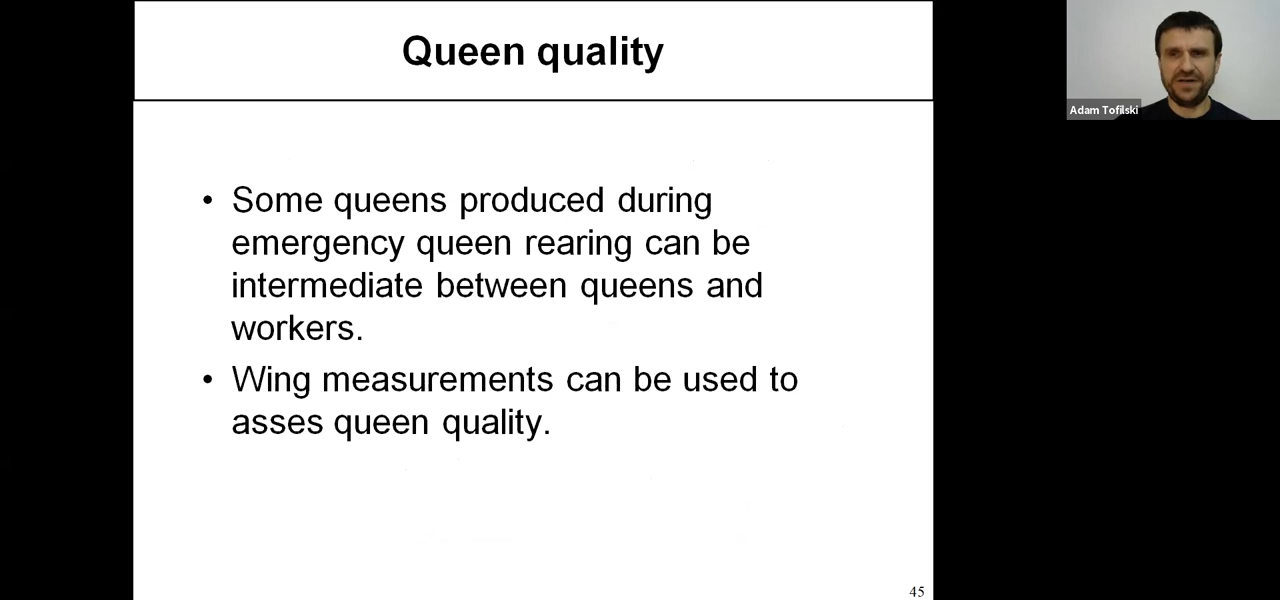 Queen quality
Adam Tofilski
• Some queens produced during
emergency queen rearing can be
intermediate between queens and
workers.
• Wing measurements can be used to
asses queen quality.
45